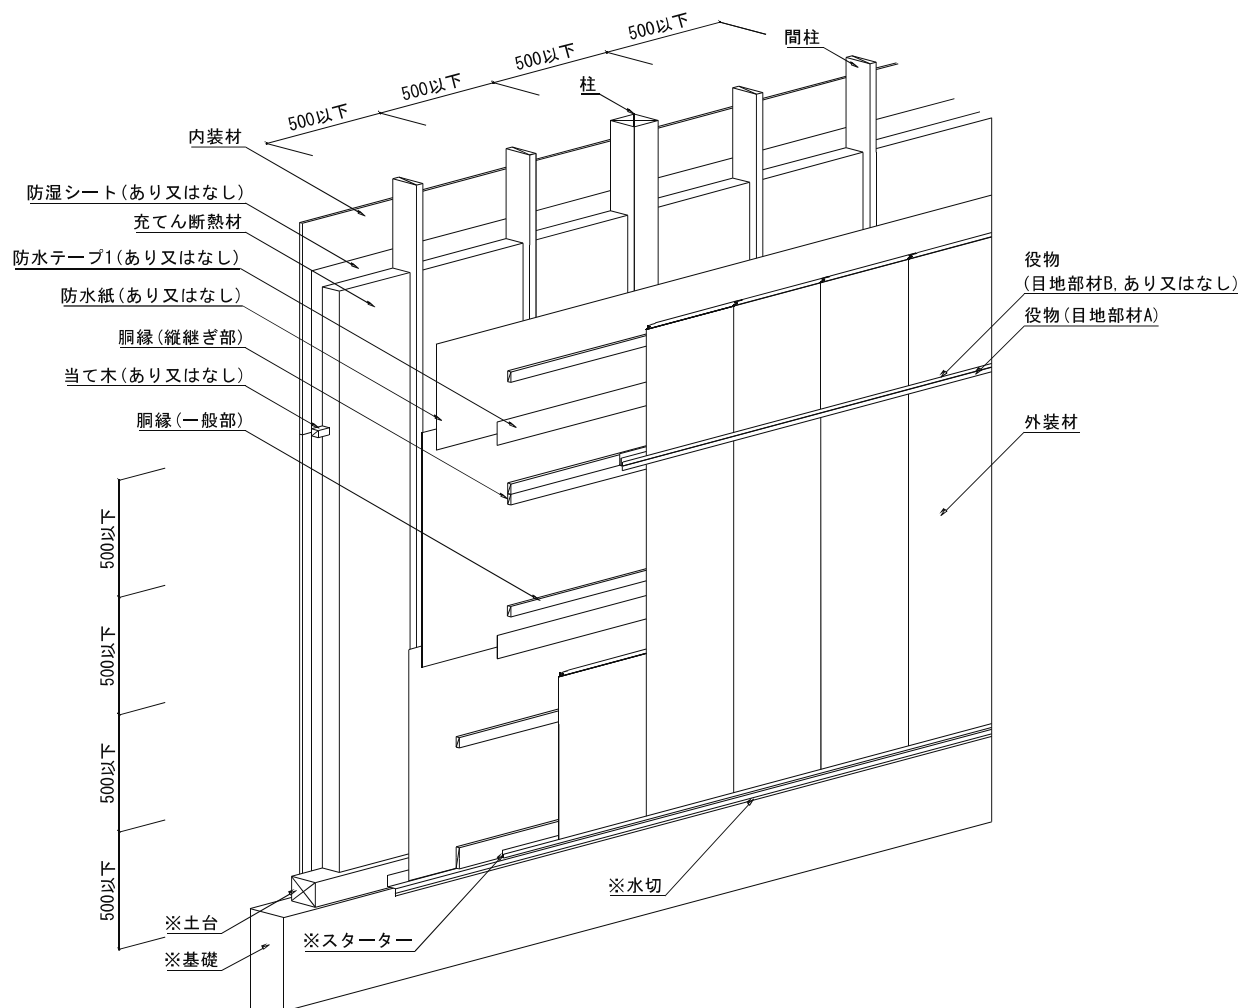 500以下
500以下
500以下
500以下
間柱
柱
内装材
防湿シート(あり又はなし)
充てん断熱材
防水テープ1(あり又はなし)
防水紙(あり又はなし)
胴縁(縦継ぎ部)
当て木(あり又はなし)
胴縁(一般部)
役物
(目地部材B, あり又はなし)
役物(目地部材A)
外装材
500以下
500以下
500以下
500以下
※水切
※土台
※スターター
※基礎